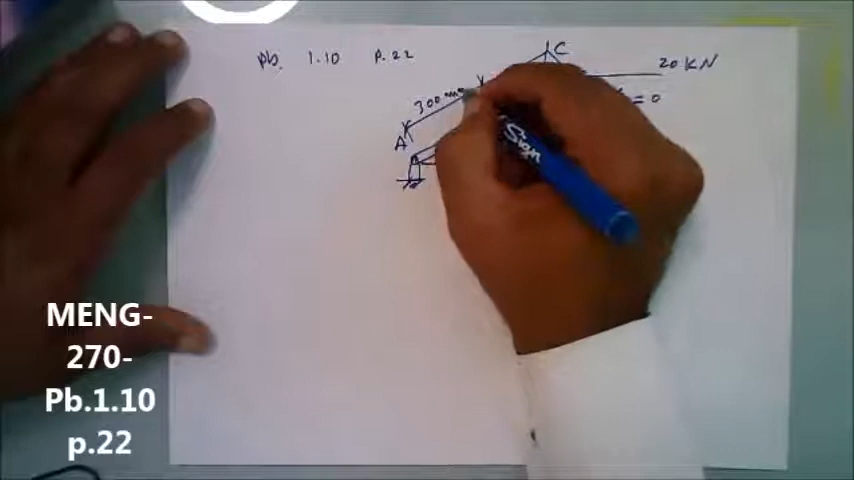 Pb. 1.10 P.22
C
20 KN
300 mm
= 0
A
Sign
MENG-
270-
Pb.1.10
p.22